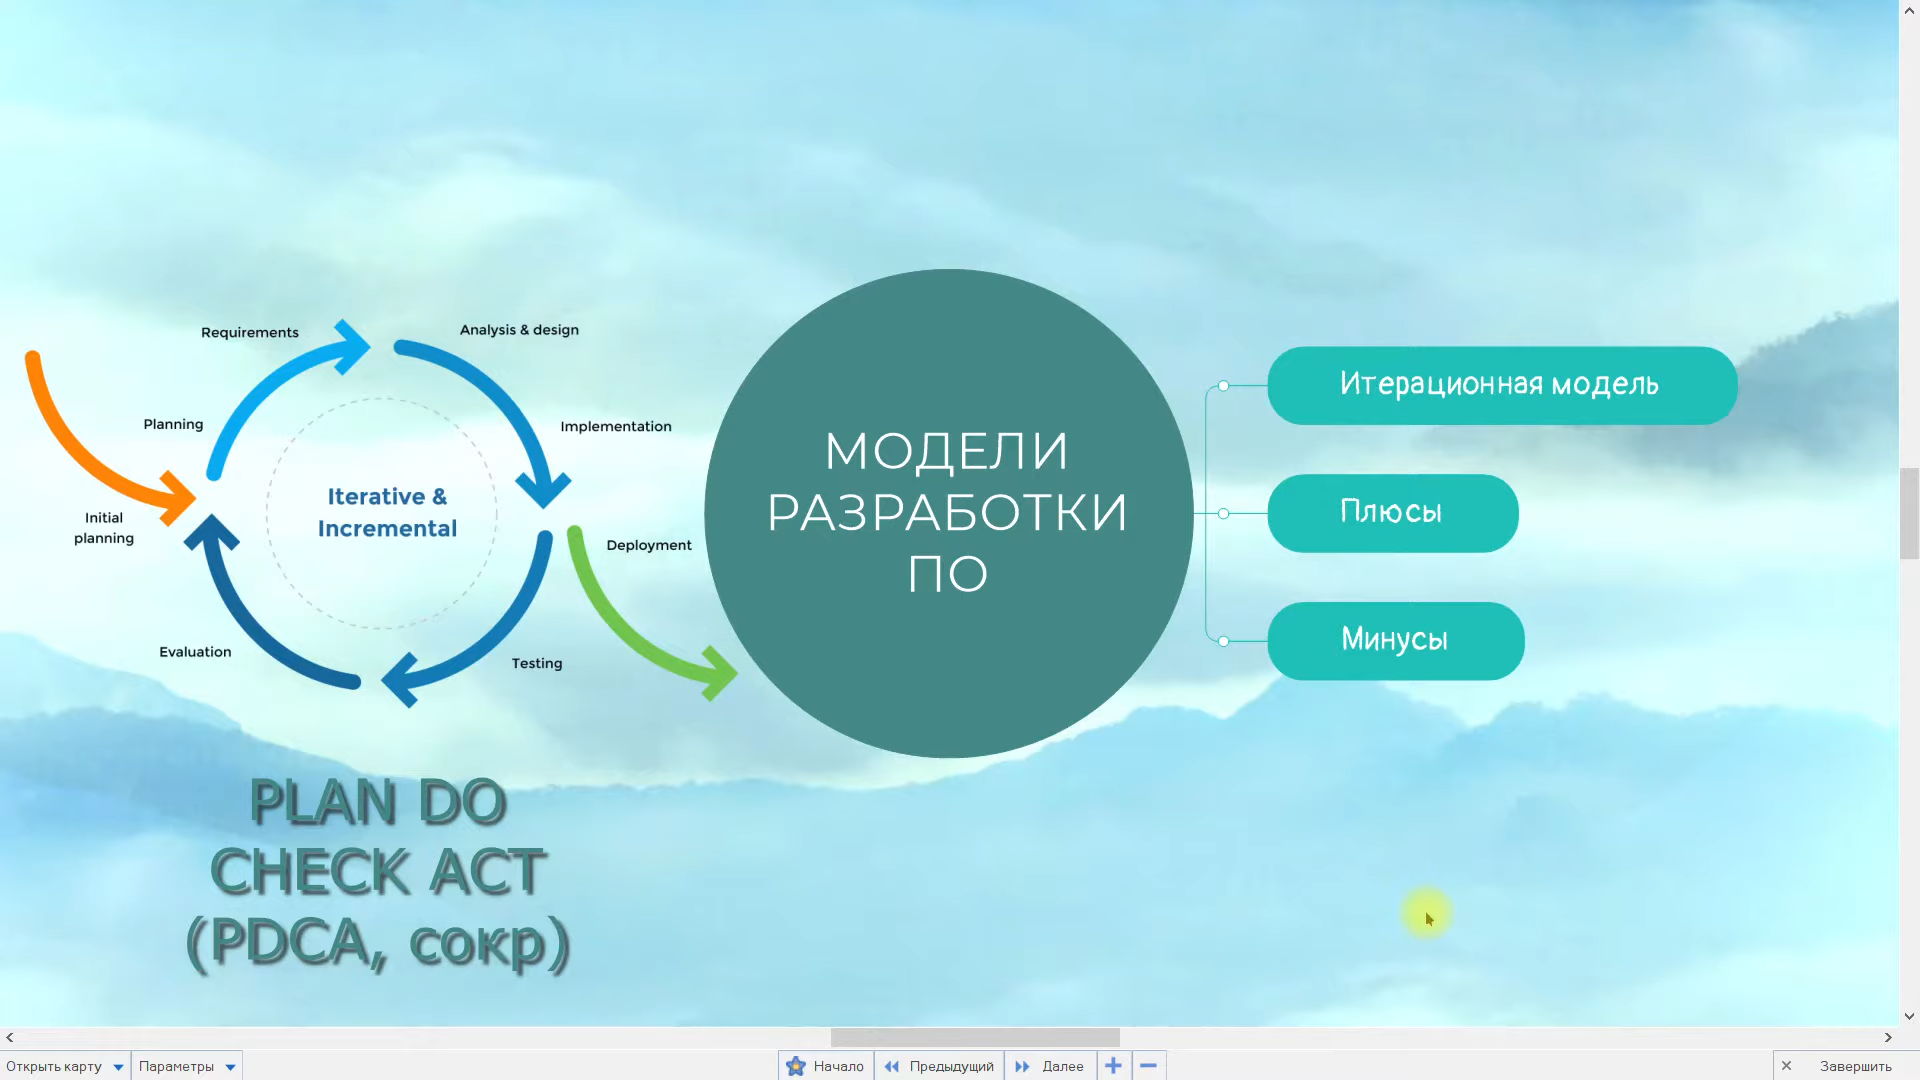 Requirements
Analysis & design
Planning
Implementation
Iterative &
Incremental
Initial
planning
Deployment
Evaluation
Testing
PLAN DO
CHECK ACT
(PDCA, сокр)
МОДЕЛИ
РАЗРАБОТКИ
ПО
Итерационная модель
Плюсы
Минусы
Открыть карту
Параметры
Начало
Предыдущий
Далее
Завершить